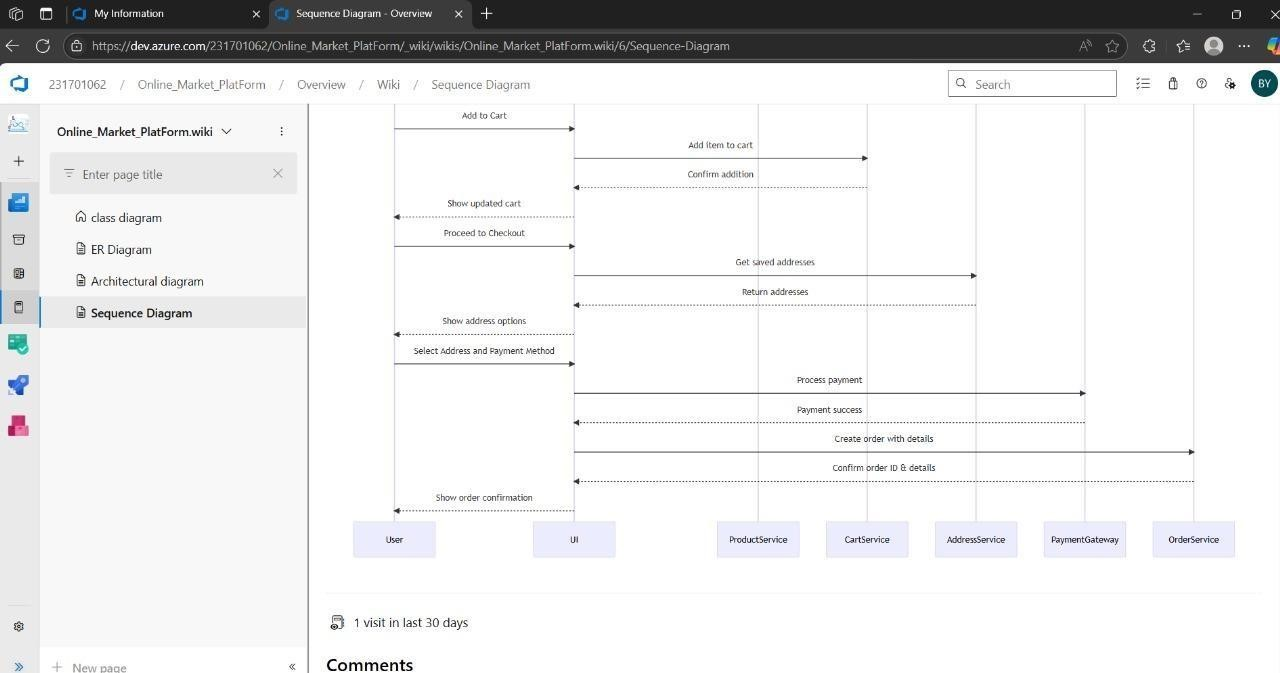 My Information
Sequence Diagram - Overview
https://dev.azure.com/231701062/Online_Market_PlatForm/_wiki/wikis/Online_Market_PlatForm.wiki/6/Sequence-Diagram
231701062 / Online_Market_PlatForm / Overview / Wiki / Sequence Diagram
Search
BY
Online_Market_PlatForm.wiki
Enter page title
class diagram
ER Diagram
Architectural diagram
Sequence Diagram
New page
Add to Cart
Add item to cart
Confirm addition
Show updated cart
Proceed to Checkout
Get saved addresses
Return addresses
Show address options
Select Address and Payment Method
Process payment
Payment success
Create order with details
Confirm order ID & details
Show order confirmation
User UI ProductService CartService AddressService PaymentGateway OrderService
1 visit in last 30 days
Comments